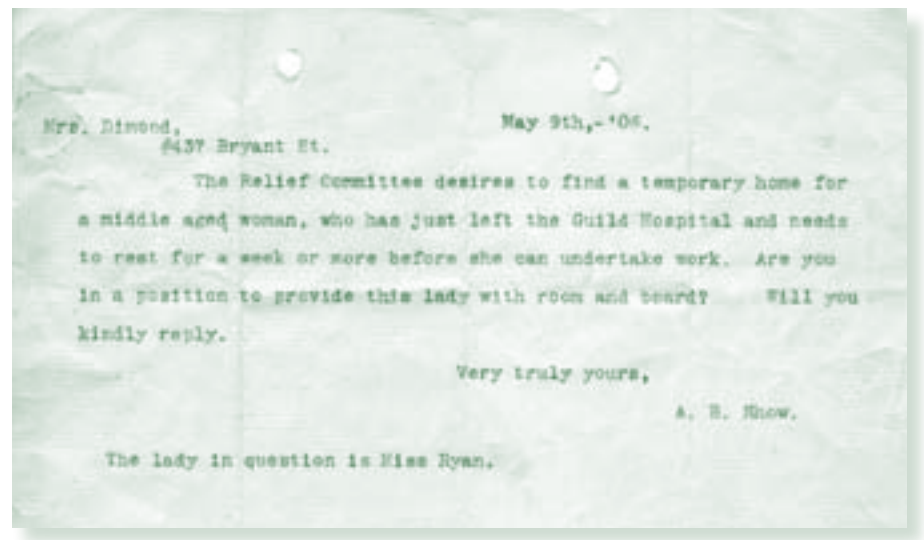 Mrs. Dimond, May 9th,-'06.
#437 Bryant St.
The Relief Committee desires to find a temporary home for
a middle aged woman, who has just left the Guild Hospital and needs
to rest for a week or more before she can undertake work. Are you
in a position to provide this lady with room and board? Will you
kindly reply.
Very truly yours,
A.
The lady in question is Miss Ryan.